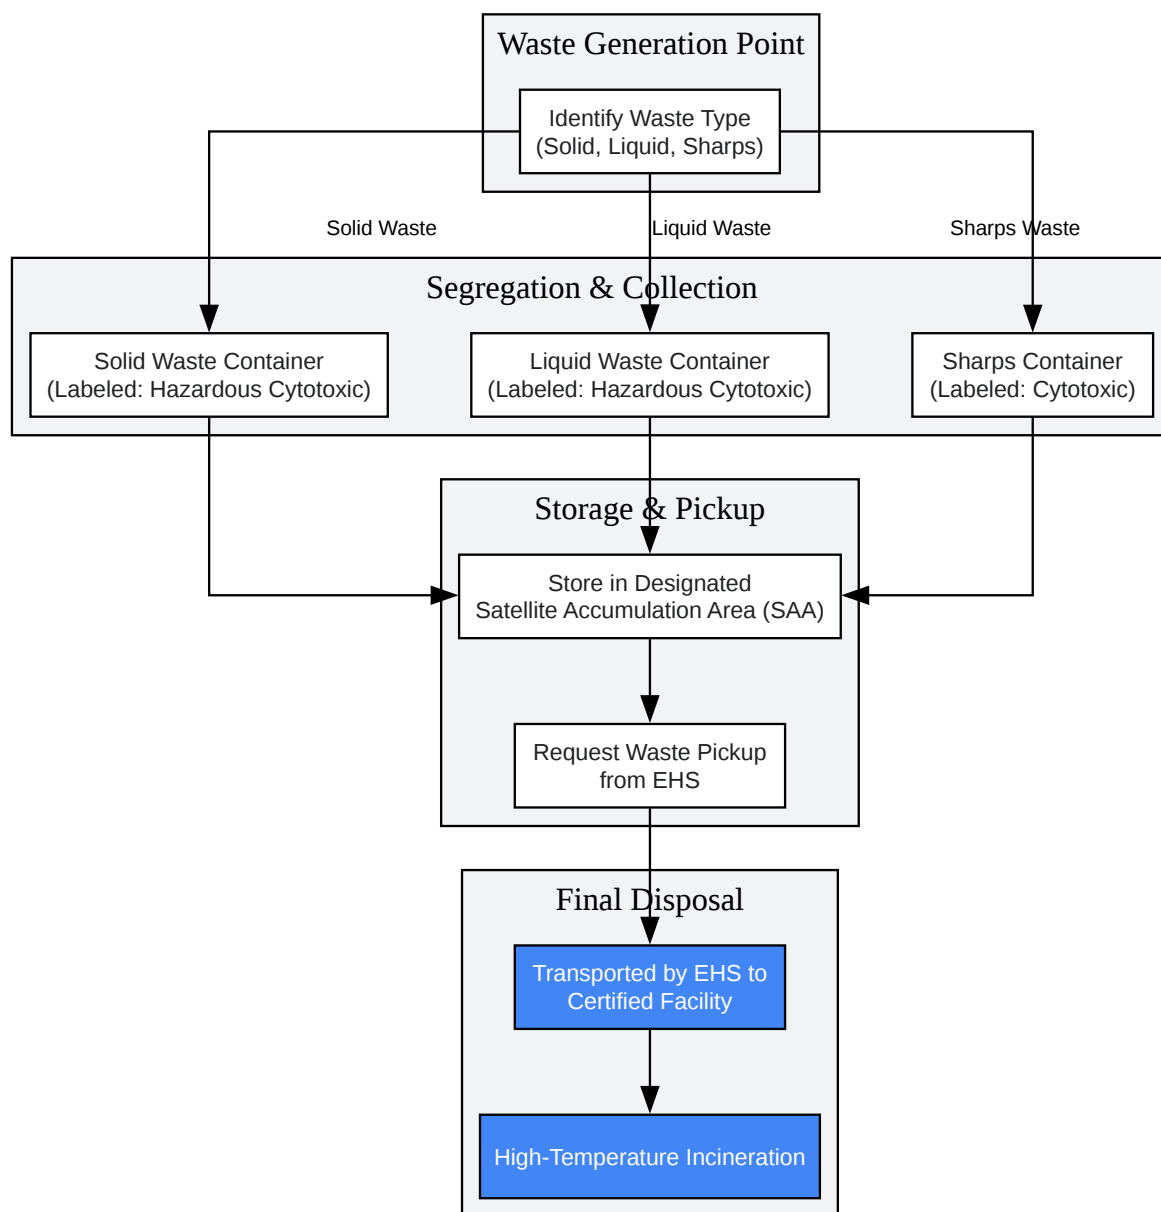 Waste Generation Point
Identify Waste Type
(Solid, Liquid, Sharps)
Solid Waste
Liquid Waste
Sharps Waste
Segregation & Collection
Solid Waste Container
(Labeled: Hazardous Cytotoxic)
Liquid Waste Container
(Labeled: Hazardous Cytotoxic)
Sharps Container
(Labeled: Cytotoxic)
Storage & Pickup
Store in Designated
Satellite Accumulation Area (SAA)
Request Waste Pickup
from EHS
Final Disposal
Transported by EHS to
Certified Facility
High-Temperature Incineration